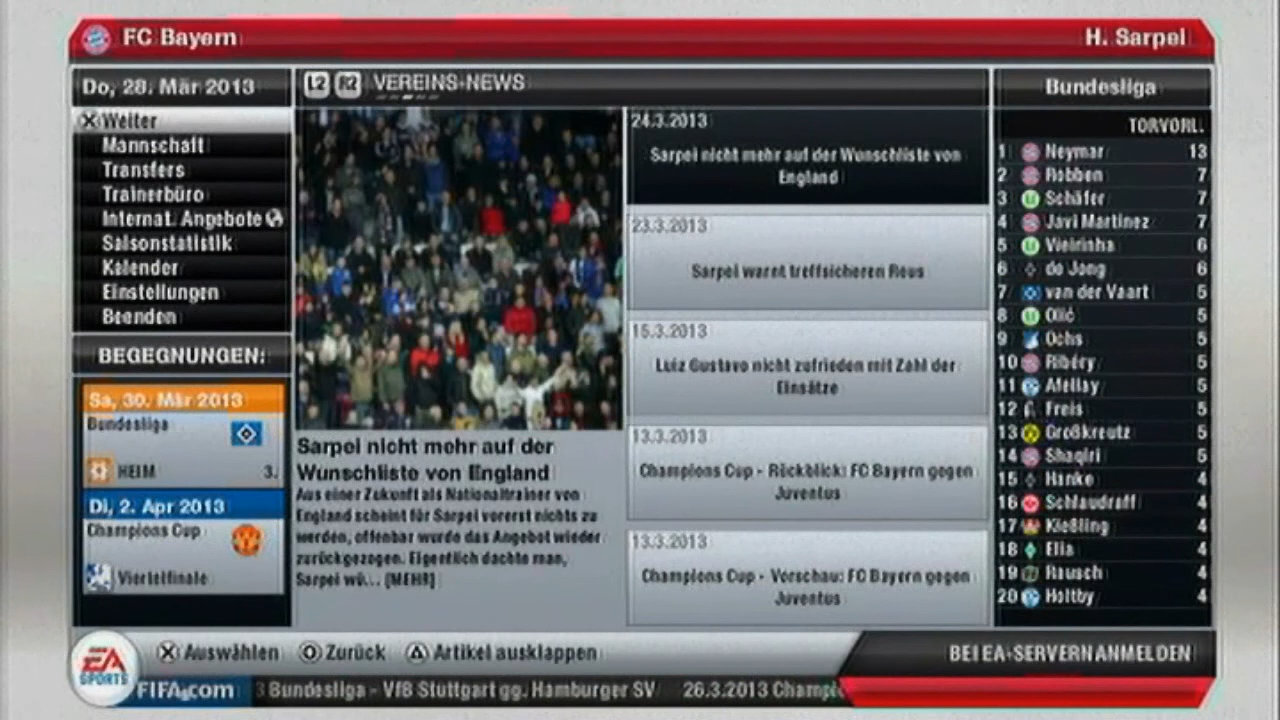 FC Bayern
H. Sarpel
Do, 28. Mär 2013
L2 R2 VEREINS-NEWS
Bundesliga
Weiter
Mannschaft
Transfers
Trainerbüro
Internat. Angebote
Saisonstatistik
Kalender
Einstellungen
Beenden
BEGEGNUNGEN:
Sa, 30. Mär 2013
Bundesliga
HEIM 3.
Di, 2. Apr 2013
Champions Cup
Viertelfinale
Sarpei nicht mehr auf der
Wunschliste von England
Aus einer Zukunft als Nationaltrainer von
England scheint für Sarpei vorerst nichts zu
werden, offenbar wurde das Angebot wieder
zurückgezogen. Eigentlich dachte man,
Sarpei wü... [MEHR]
24.3.2013
Sarpei nicht mehr auf der Wunschliste von
England
23.3.2013
Sarpei warnt treffsicheren Reus
15.3.2013
Luiz Gustavo nicht zufrieden mit Zahl der
Einsätze
13.3.2013
Champions Cup - Rückblick: FC Bayern gegen
Juventus
13.3.2013
Champions Cup - Vorschau: FC Bayern gegen
Juventus
TORVORL.
1 Neymar 13
2 Robben 7
3 Schäfer 7
4 Javi Martinez 7
5 Vieirinha 6
6 de Jong 6
7 van der Vaart 5
8 Olić 5
9 Ochs 5
10 Ribéry 5
11 Afellay 5
12 Freis 5
13 Großkreutz 5
14 Shaqiri 5
15 Hanke 4
16 Schlaudraff 4
17 Kießling 4
18 Elia 4
19 Rausch 4
20 Holtby 4
Auswählen Zurück Artikel ausklappen
BEI EA-SERVERN ANMELDEN
EA
SPORTS
FIFA.com
3 Bundesliga - VfB Stuttgart gg. Hamburger SV 26.3.2013 Champi